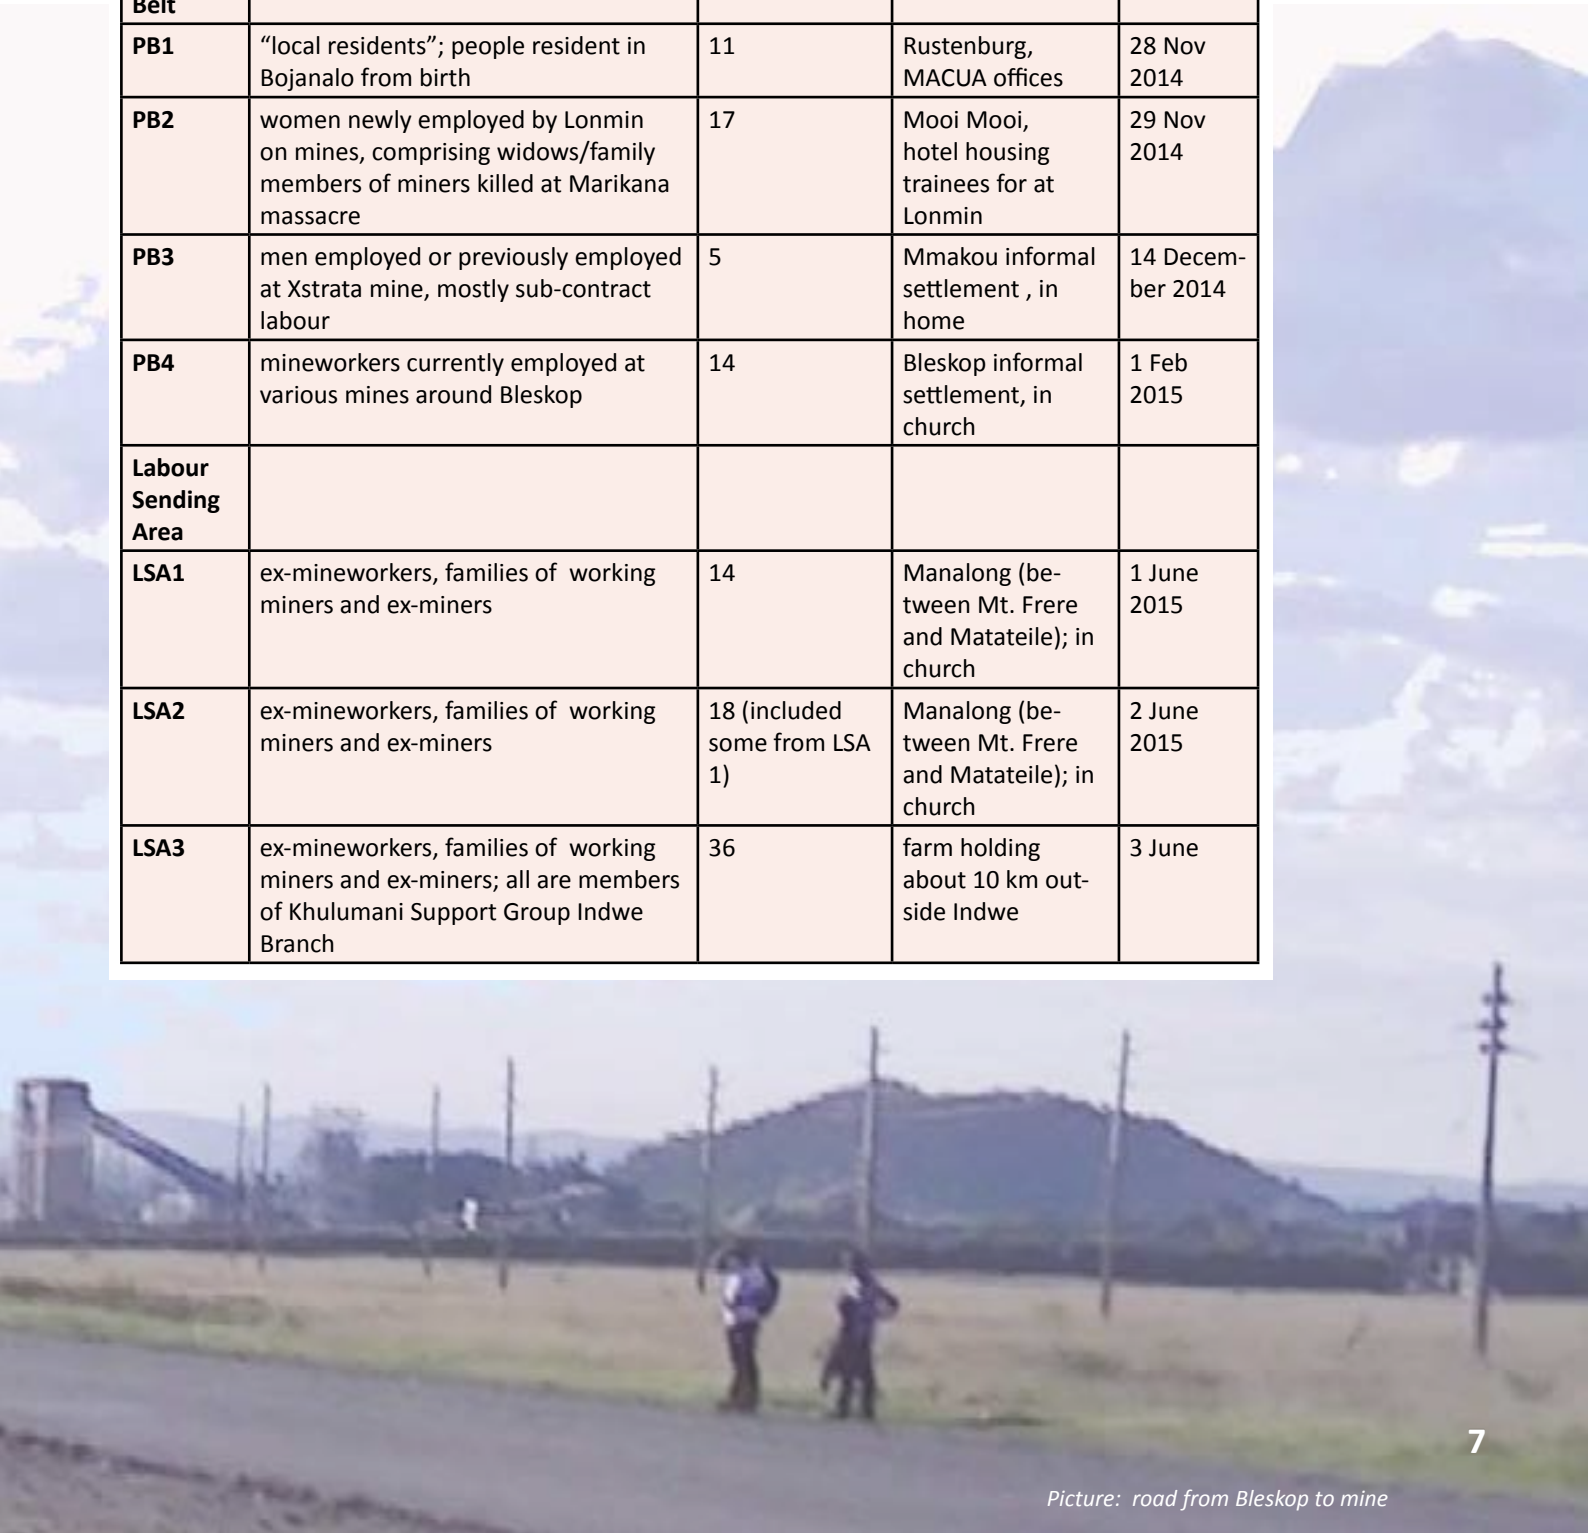 Belt
PB1 "local residents"; people resident in 11 Rustenburg, 28 Nov
Bojanalo from birth MACUA offices 2014
PB2 women newly employed by Lonmin 17 Mooi Mooi, 29 Nov
on mines, comprising widows/family hotel housing 2014
members of miners killed at Marikana trainees for at
massacre Lonmin
PB3 men employed or previously employed 5 Mmakou informal 14 Decem-
at Xstrata mine, mostly sub-contract settlement , in ber 2014
labour home
PB4 mineworkers currently employed at 14 Bleskop informal 1 Feb
various mines around Bleskop settlement, in 2015
church
Labour
Sending
Area
LSA1 ex-mineworkers, families of working 14 Manalong (be- 1 June
miners and ex-miners tween Mt. Frere 2015
and Matateile); in
church
LSA2 ex-mineworkers, families of working 18 (included Manalong (be- 2 June
miners and ex-miners some from LSA tween Mt. Frere 2015
1) and Matateile); in
church
LSA3 ex-mineworkers, families of working 36 farm holding 3 June
miners and ex-miners; all are members about 10 km out-
of Khulumani Support Group Indwe side Indwe
Branch
7
Picture: road from Bleskop to mine